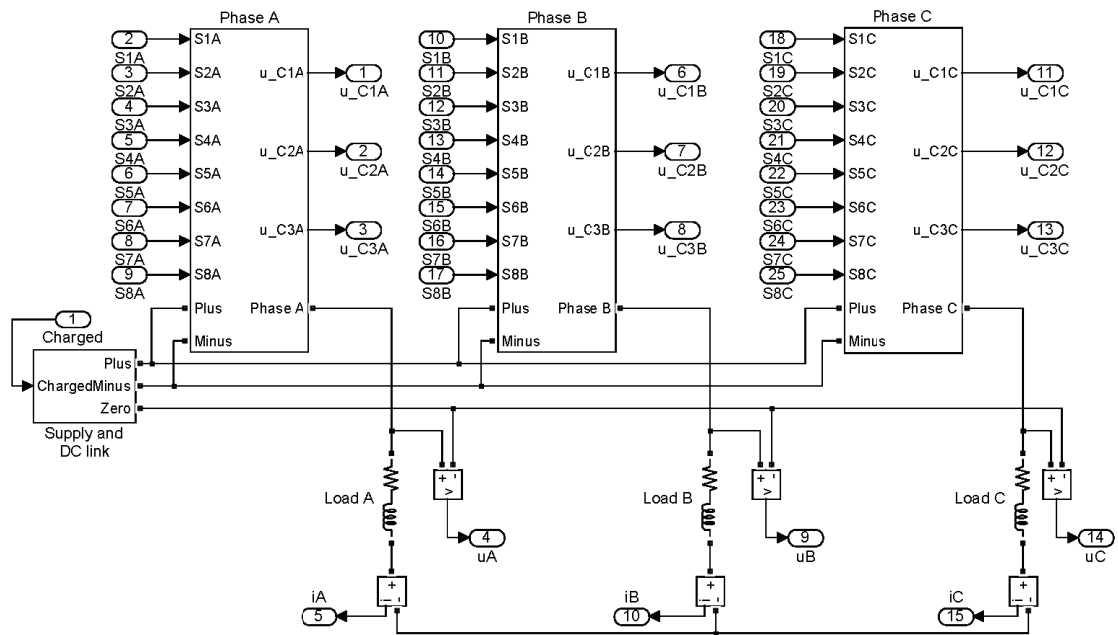 Phase A
Phase B
Phase C
2
S1A
10
S1B
18
S1C
S1A
S1B
S1C
3
S2A
u_C1A
1
11
S2B
u_C1B
6
19
S2C
u_C1C
11
S2A
u_C1A
S2B
u_C1B
S2C
u_C1C
4
S3A
12
S3B
20
S3C
S3A
S3B
S3C
5
S4A
u_C2A
2
13
S4B
u_C2B
7
21
S4C
u_C2C
12
S4A
u_C2A
S4B
u_C2B
S4C
u_C2C
6
S5A
14
S5B
22
S5C
S5A
S5B
S5C
7
S6A
u_C3A
3
15
S6B
u_C3B
8
23
S6C
u_C3C
13
S6A
u_C3A
S6B
u_C3B
S6C
u_C3C
8
S7A
16
S7B
24
S7C
S7A
S7B
S7C
9
S8A
17
S8B
25
S8C
S8A
S8B
S8C
Plus
Phase A
Plus
Phase B
Plus
Phase C
1
Charged
Minus
Minus
Minus
Plus
ChargedMinus
Zero
Supply and
DC link
Load A
+ -
v
Load B
+ -
v
Load C
+ -
v
4
uA
9
uB
14
uC
iA
5
+
i -
iB
10
+
i -
iC
15
+
i -